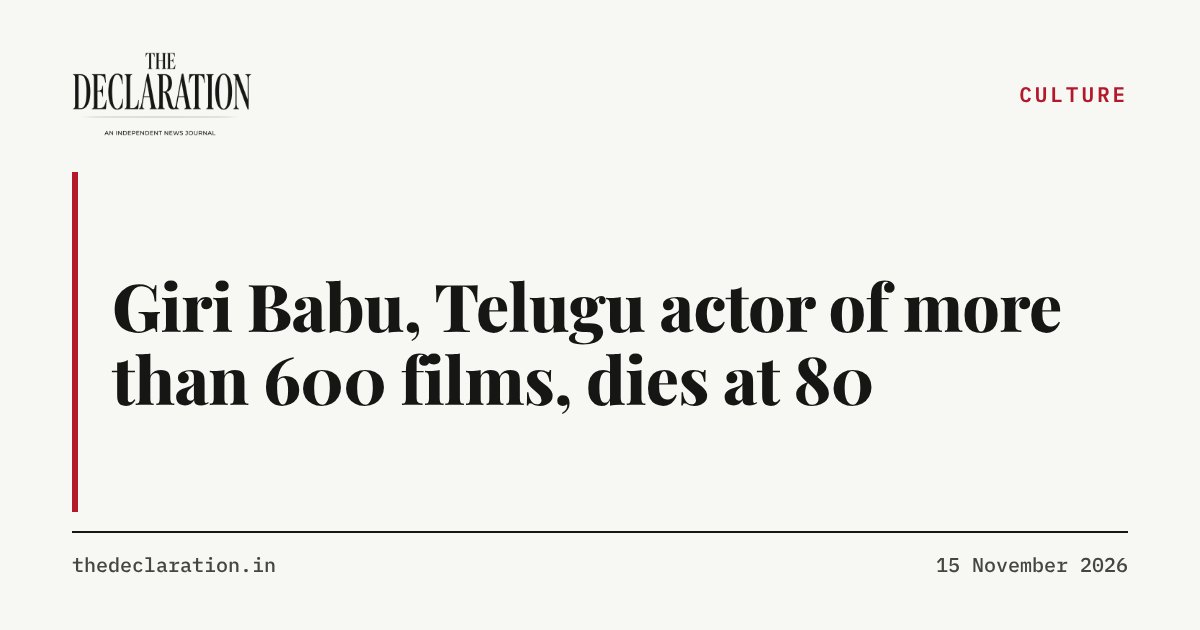 THE
DECLARATION
AN INDEPENDENT NEWS JOURNAL
CULTURE
Giri Babu, Telugu actor of more
than 600 films, dies at 80
thedeclaration.in
15 November 2026